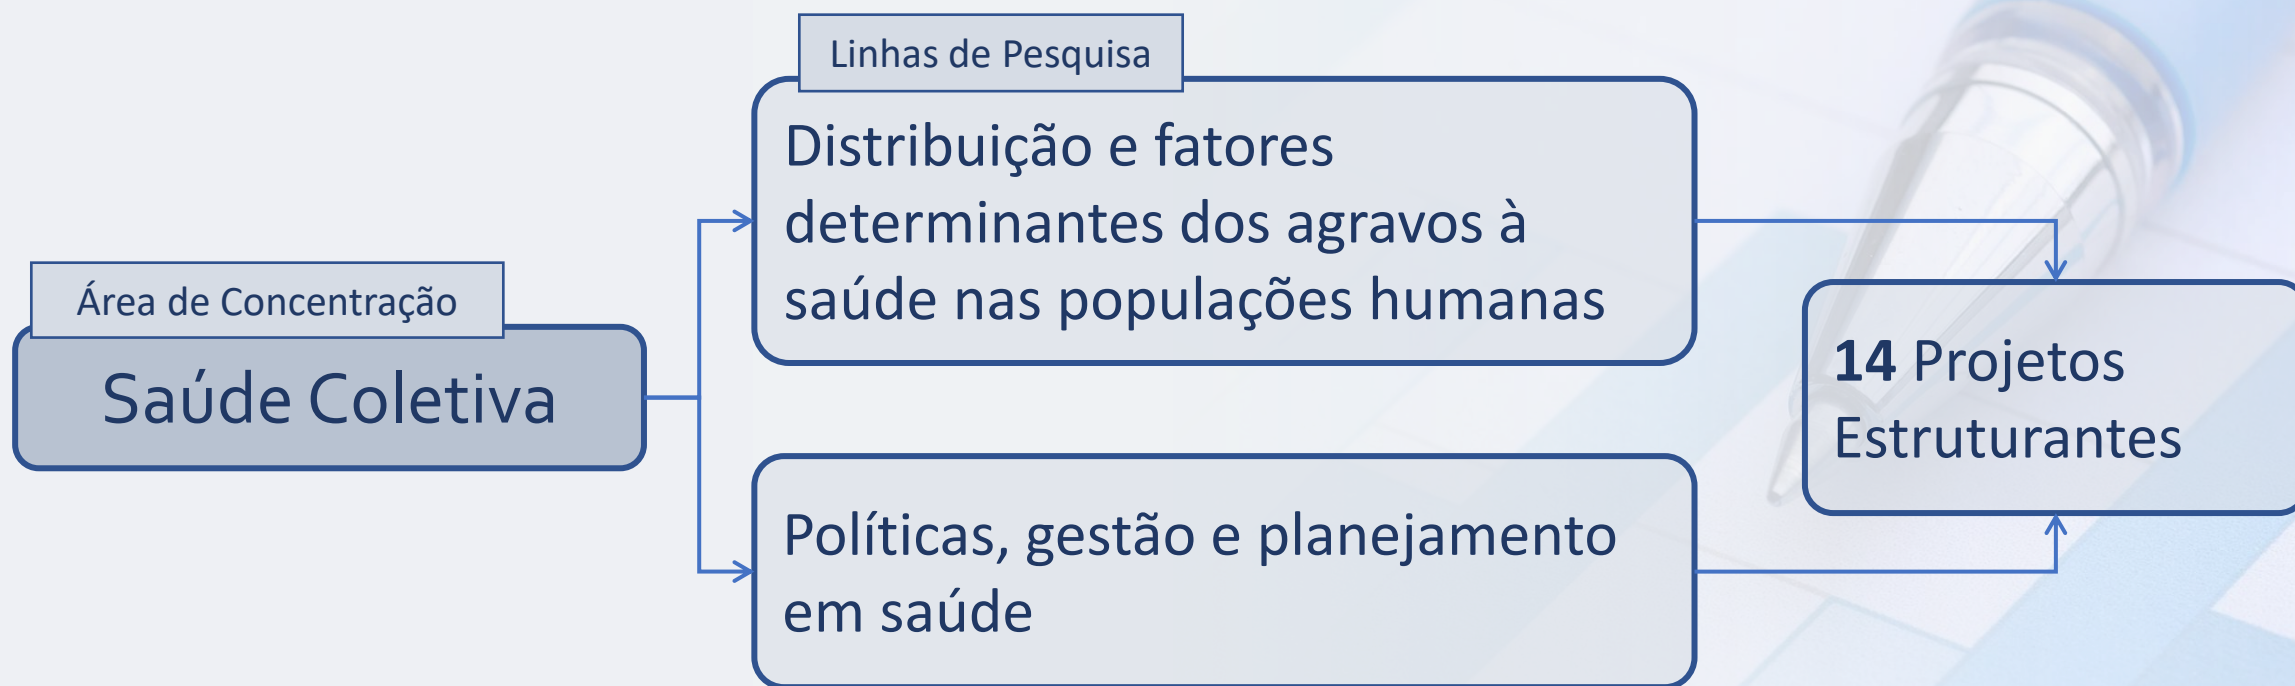 Área de Concentração
Saúde Coletiva
Linhas de Pesquisa
Distribuição e fatores
determinantes dos agravos à
saúde nas populações humanas
Políticas, gestão e planejamento
em saúde
14 Projetos
Estruturantes